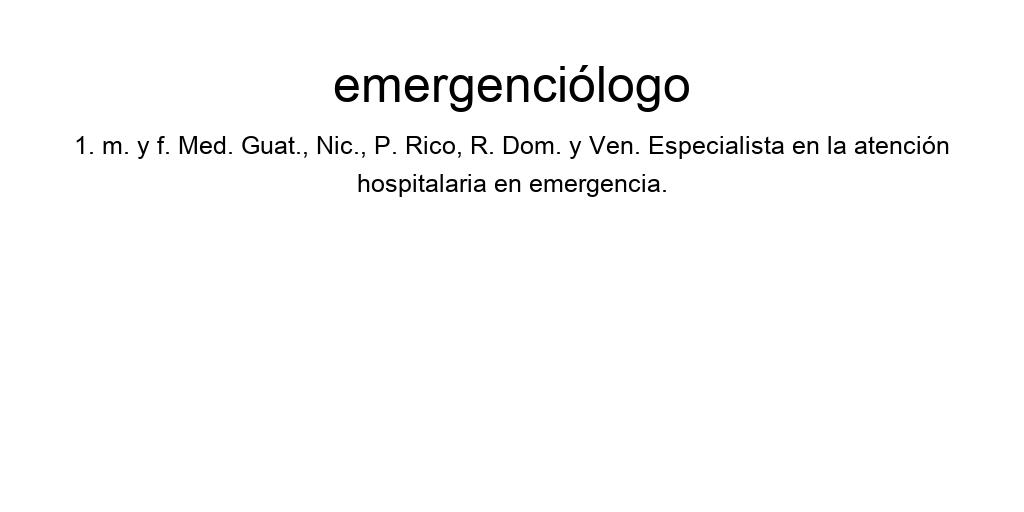 emergenciólogo
1. m. y f. Med. Guat., Nic., P. Rico, R. Dom. y Ven. Especialista en la atención
hospitalaria en emergencia.